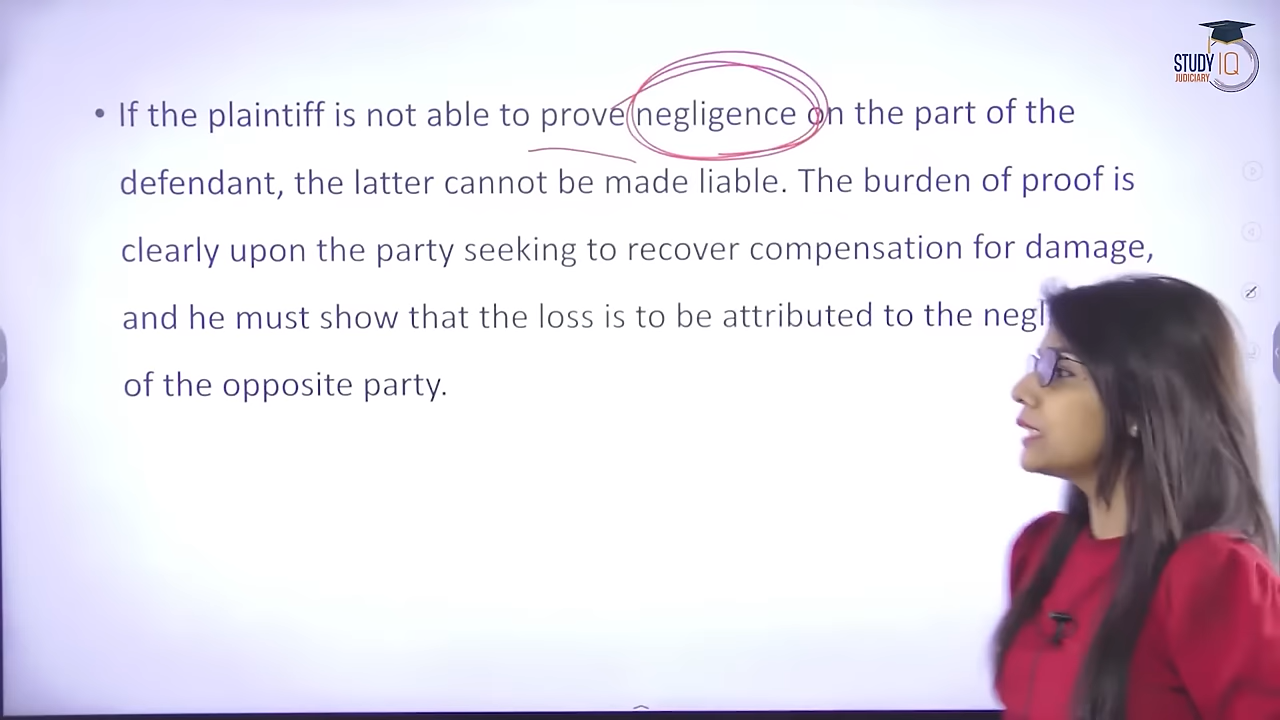 STUDY IQ
JUDICIARY
• If the plaintiff is not able to prove negligence on the part of the
defendant, the latter cannot be made liable. The burden of proof is
clearly upon the party seeking to recover compensation for damage,
and he must show that the loss is to be attributed to the negl
of the opposite party.